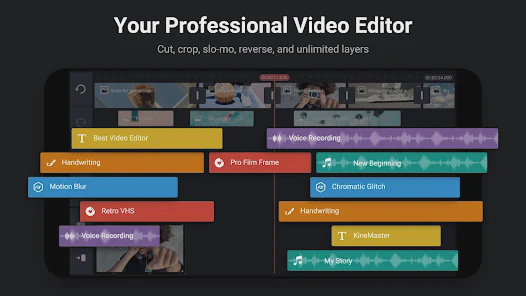 Your Professional Video Editor
Cut, crop, slo-mo, reverse, and unlimited layers
Best Video Editor
Voice Recording
Handwriting
Pro Film Frame
New Beginning
Motion Blur
Chromatic Glitch
Retro VHS
Handwriting
Voice Recording
KineMaster
My Story